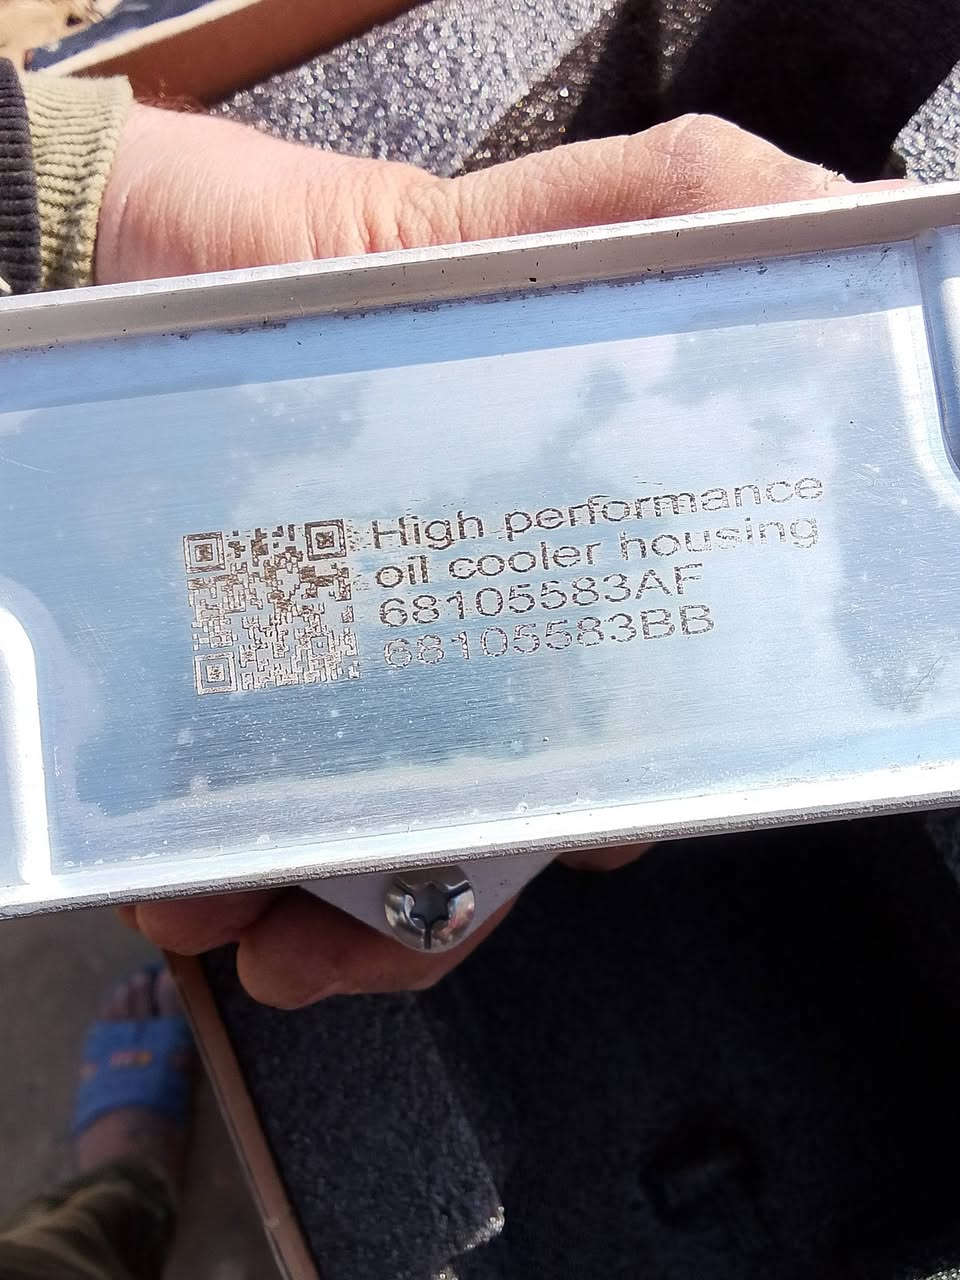 High performance
oil cooler housing
68105583AF
68105583BB